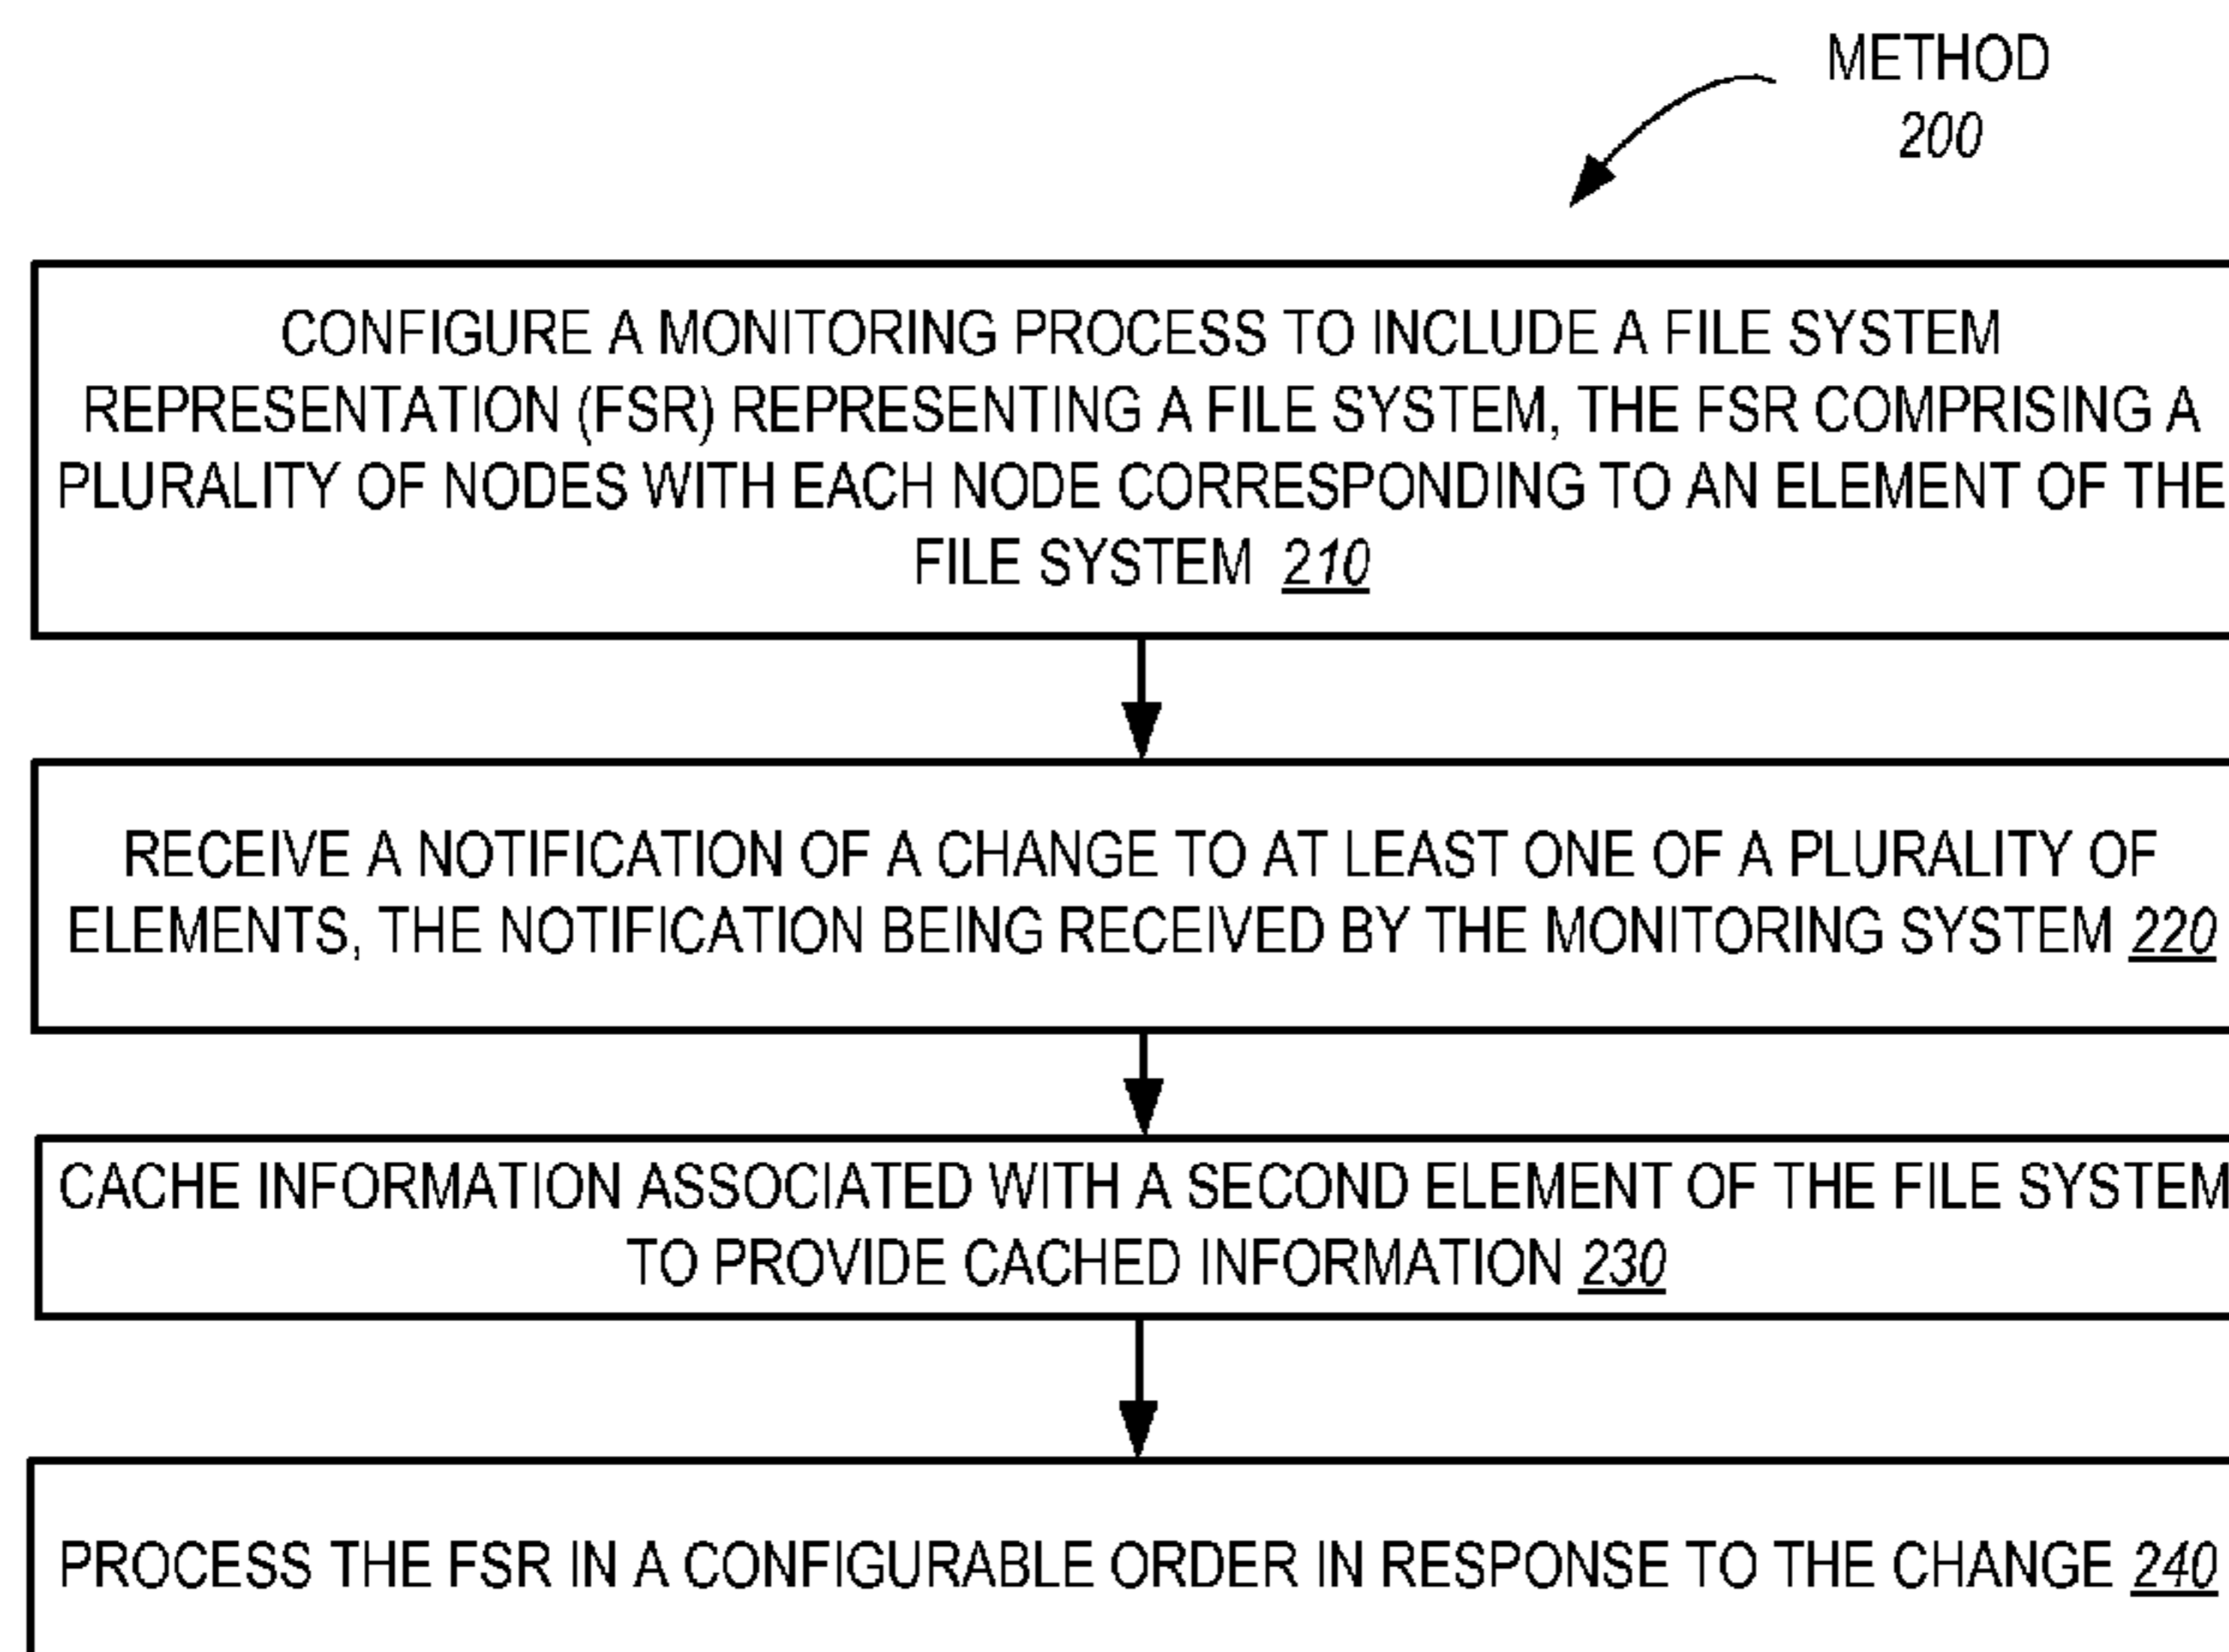 METHOD
200
CONFIGURE A MONITORING PROCESS TO INCLUDE A FILE SYSTEM
REPRESENTATION (FSR) REPRESENTING A FILE SYSTEM, THE FSR COMPRISING A
PLURALITY OF NODES WITH EACH NODE CORRESPONDING TO AN ELEMENT OF THE
FILE SYSTEM 210
RECEIVE A NOTIFICATION OF A CHANGE TO AT LEAST ONE OF A PLURALITY OF
ELEMENTS, THE NOTIFICATION BEING RECEIVED BY THE MONITORING SYSTEM 220
CACHE INFORMATION ASSOCIATED WITH A SECOND ELEMENT OF THE FILE SYSTEM
TO PROVIDE CACHED INFORMATION 230
PROCESS THE FSR IN A CONFIGURABLE ORDER IN RESPONSE TO THE CHANGE 240